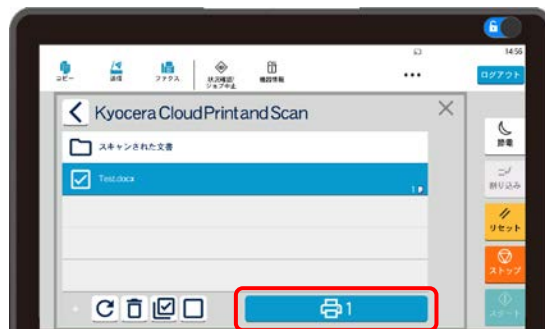 14:56
コピー 送信 ファクス 状況確認/ジョブ中止 機器情報 ••• ログアウト
Kyocera Cloud Print and Scan
スキャンされた文書
Test.docx
1
節電
割り込み
リセット
ストップ
スタート
1